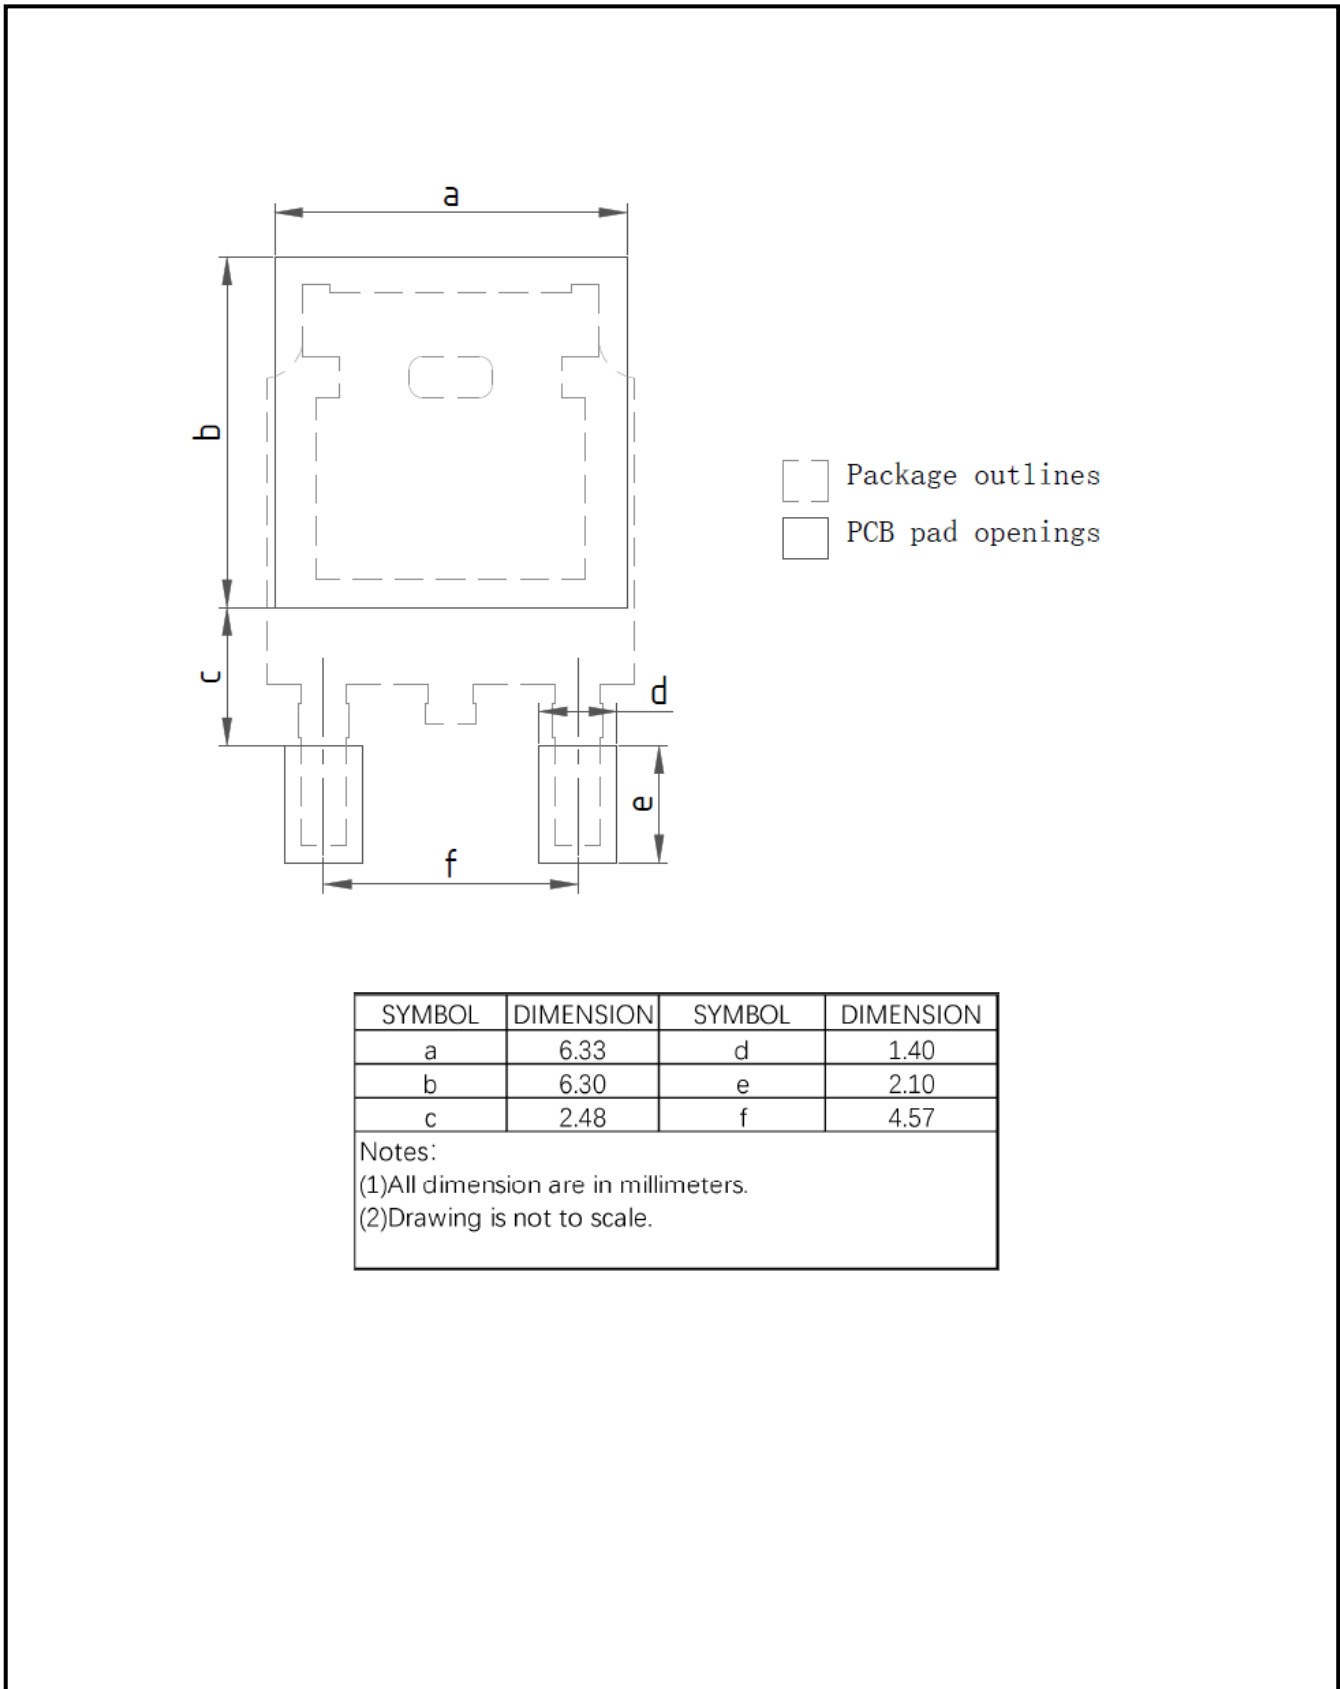 a
b
c
d
e
f
Package outlines
PCB pad openings
SYMBOL DIMENSION SYMBOL DIMENSION
a 6.33 d 1.40
b 6.30 e 2.10
c 2.48 f 4.57
Notes:
(1)All dimension are in millimeters.
(2)Drawing is not to scale.